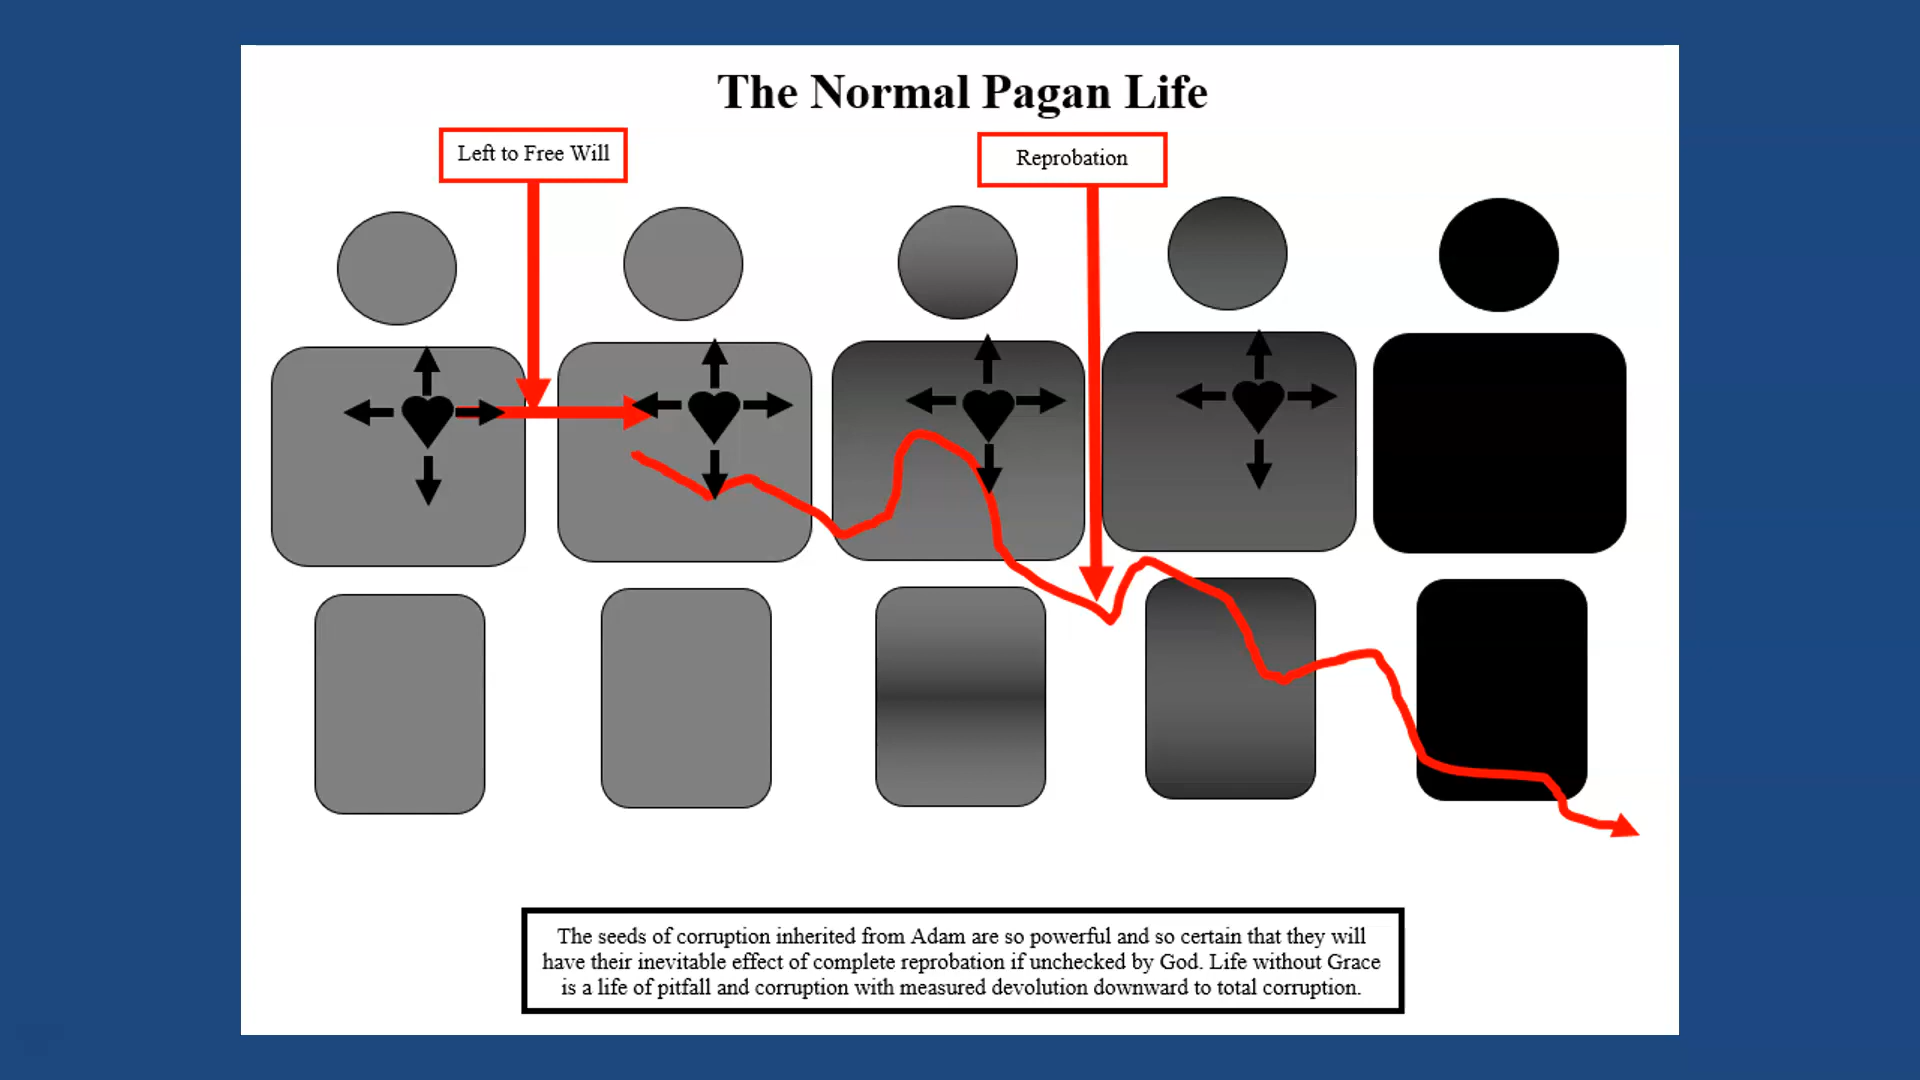 The Normal Pagan Life
Left to Free Will
Reprobation
The seeds of corruption inherited from Adam are so powerful and so certain that they will
have their inevitable effect of complete reprobation if unchecked by God. Life without Grace
is a life of pitfall and corruption with measured devolution downward to total corruption.